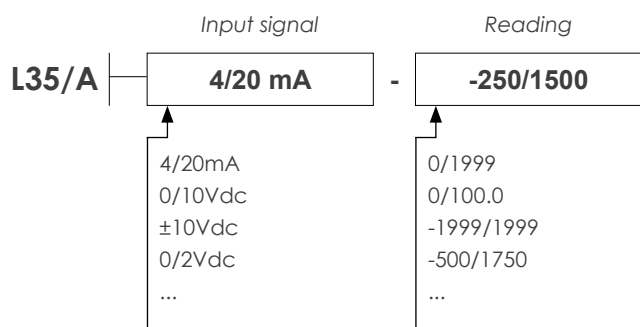 Input signal Reading
L35/A 4/20 mA - -250/1500
4/20mA 0/1999
0/10Vdc 0/100.0
±10Vdc -1999/1999
0/2Vdc -500/1750
... ...